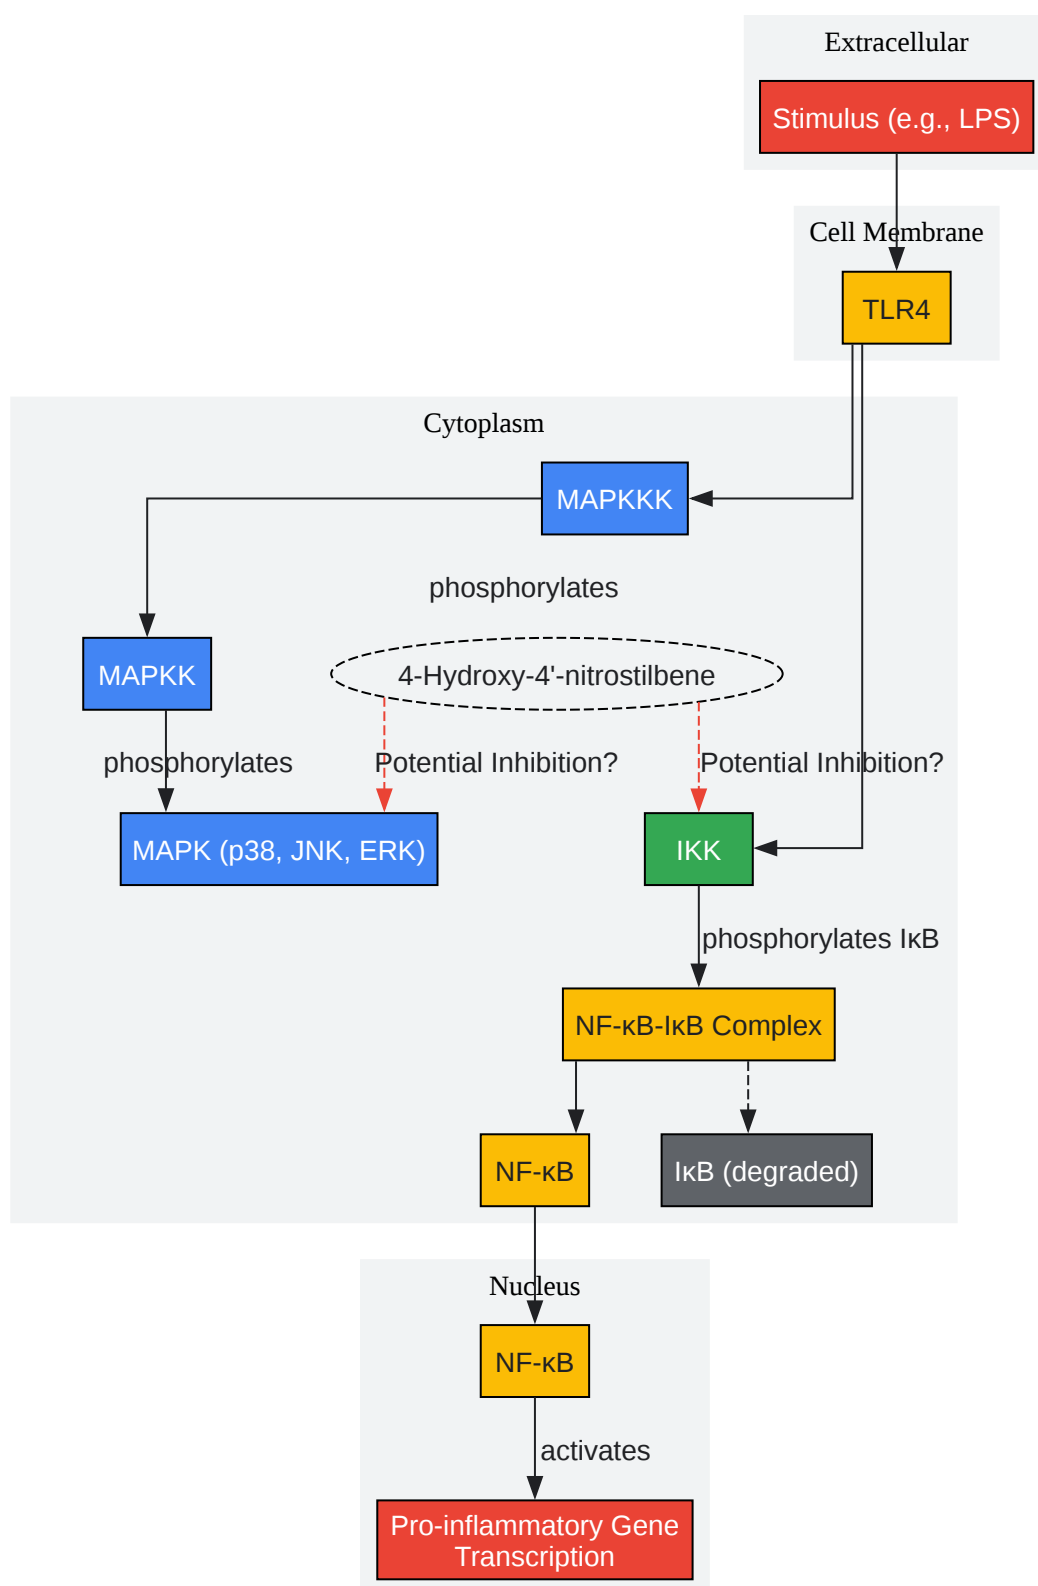 Extracellular
Stimulus (e.g., LPS)
Cell Membrane
TLR4
Cytoplasm
MAPKKK
phosphorylates
MAPKK
4-Hydroxy-4'-nitrostilbene
phosphorylates
Potential Inhibition?
Potential Inhibition?
MAPK (p38, JNK, ERK)
IKK
phosphorylates IκB
NF-κB-IκB Complex
NF-κB
IκB (degraded)
Nucleus
NF-κB
activates
Pro-inflammatory Gene
Transcription